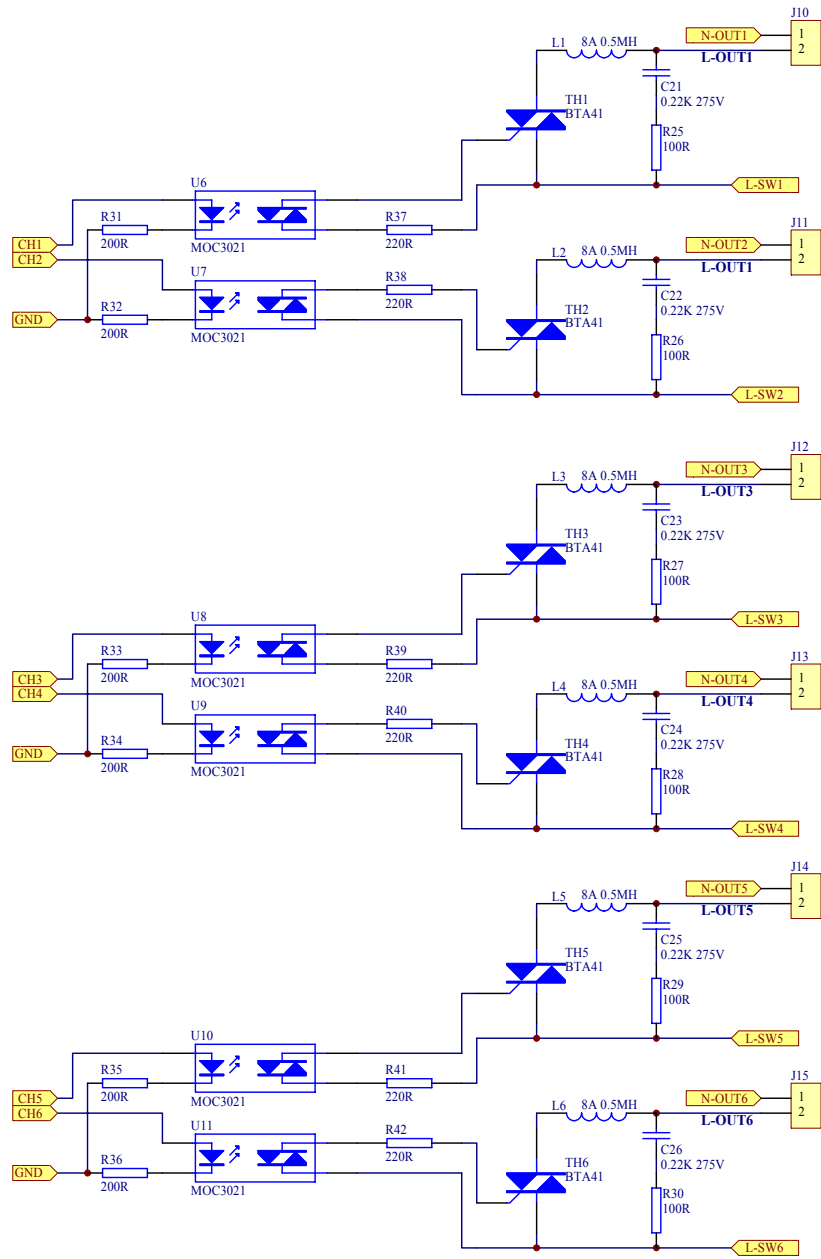 J10
N-OUT1
1
L1
8A 0.5MH
2
L-OUT1
C21
0.22K 275V
TH1
BTA41
R25
100R
U6
L-SW1
R31
R37
CH1
200R
MOC3021
220R
J11
N-OUT2
1
CH2
L2
8A 0.5MH
2
L-OUT1
U7
R38
C22
0.22K 275V
220R
TH2
BTA41
R32
GND
200R
MOC3021
R26
100R
L-SW2
J12
N-OUT3
1
L3
8A 0.5MH
2
L-OUT3
C23
0.22K 275V
TH3
BTA41
R27
100R
U8
L-SW3
R33
R39
CH3
200R
MOC3021
220R
J13
N-OUT4
1
CH4
L4
8A 0.5MH
2
L-OUT4
U9
R40
C24
0.22K 275V
220R
TH4
BTA41
R34
GND
200R
MOC3021
R28
100R
L-SW4
J14
N-OUT5
1
L5
8A 0.5MH
2
L-OUT5
C25
0.22K 275V
TH5
BTA41
R29
100R
U10
L-SW5
R35
R41
CH5
200R
MOC3021
220R
J15
N-OUT6
1
CH6
L6
8A 0.5MH
2
L-OUT6
U11
R42
C26
0.22K 275V
220R
TH6
BTA41
R36
GND
200R
MOC3021
R30
100R
L-SW6